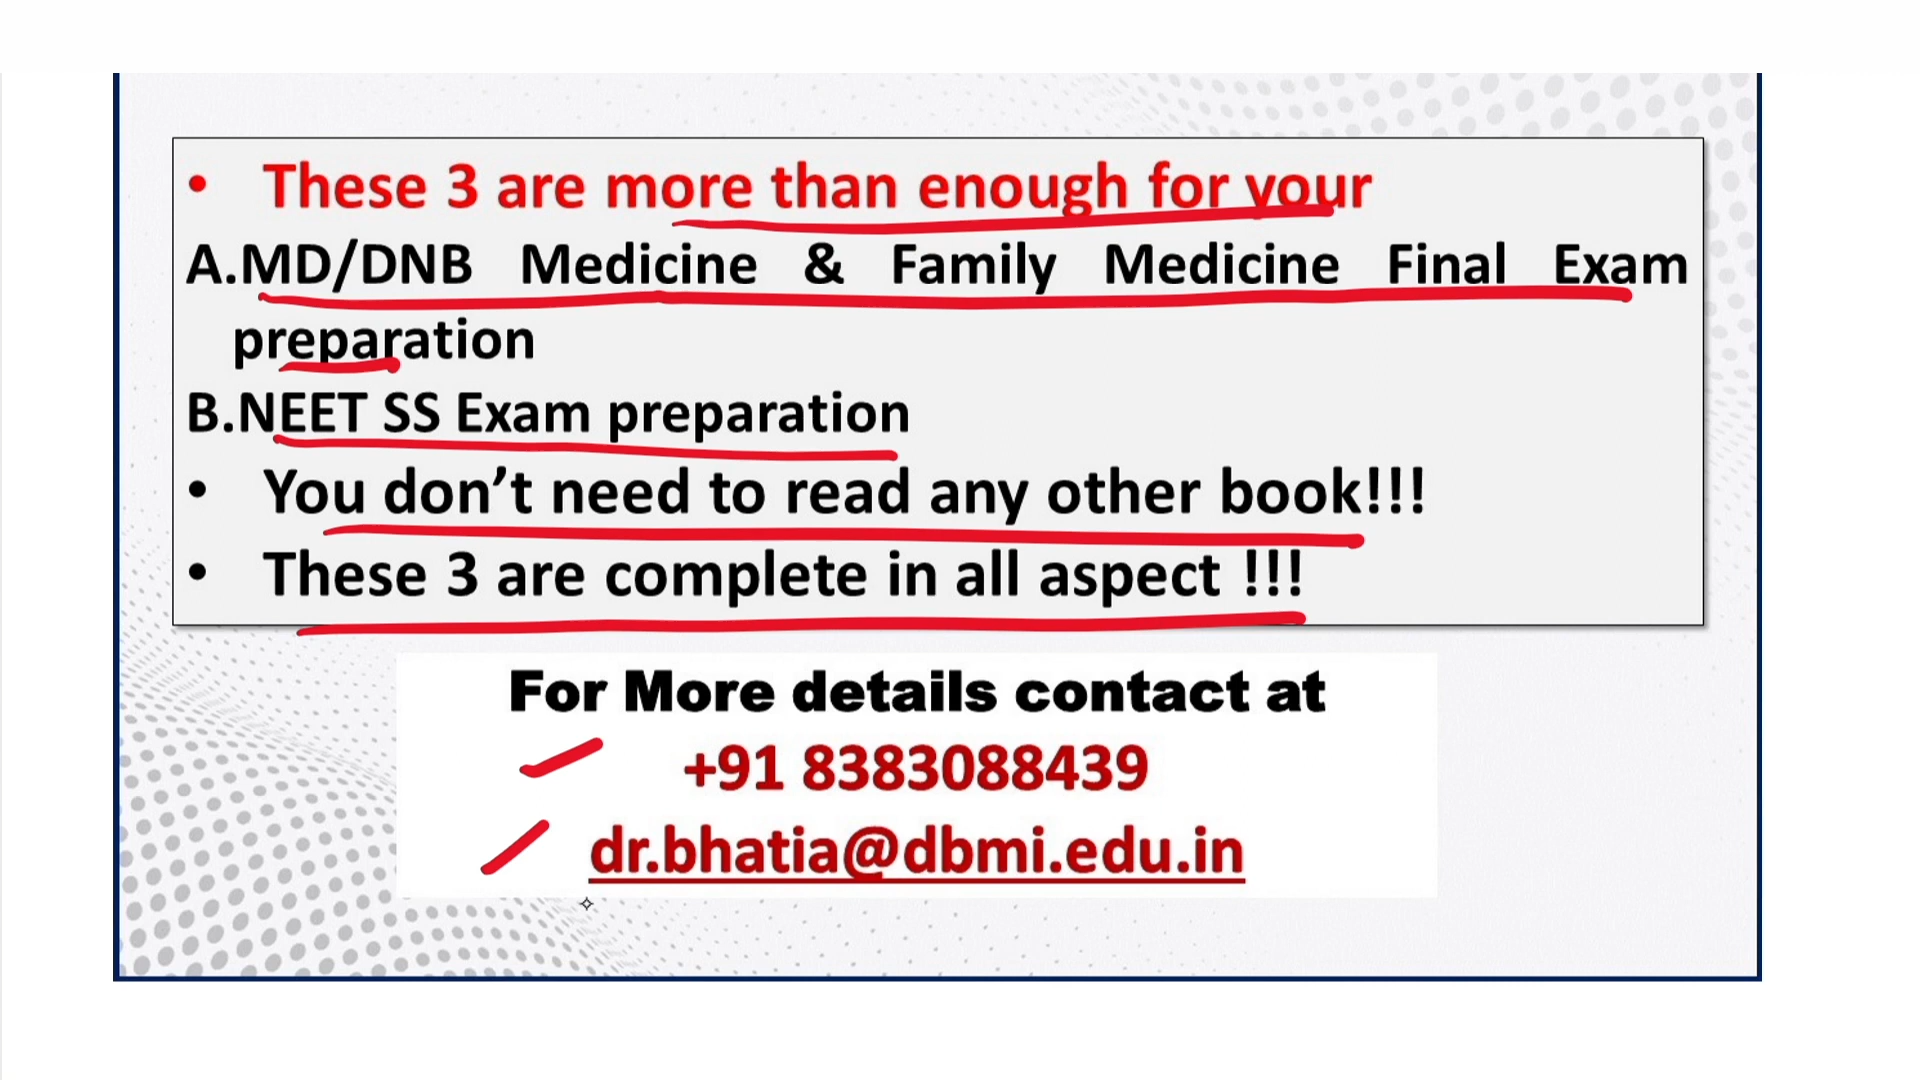 • These 3 are more than enough for your
A.MD/DNB Medicine & Family Medicine Final Exam
preparation
B.NEET SS Exam preparation
• You don’t need to read any other book!!!
• These 3 are complete in all aspect !!!
For More details contact at
+91 8383088439
dr.bhatia@dbmi.edu.in